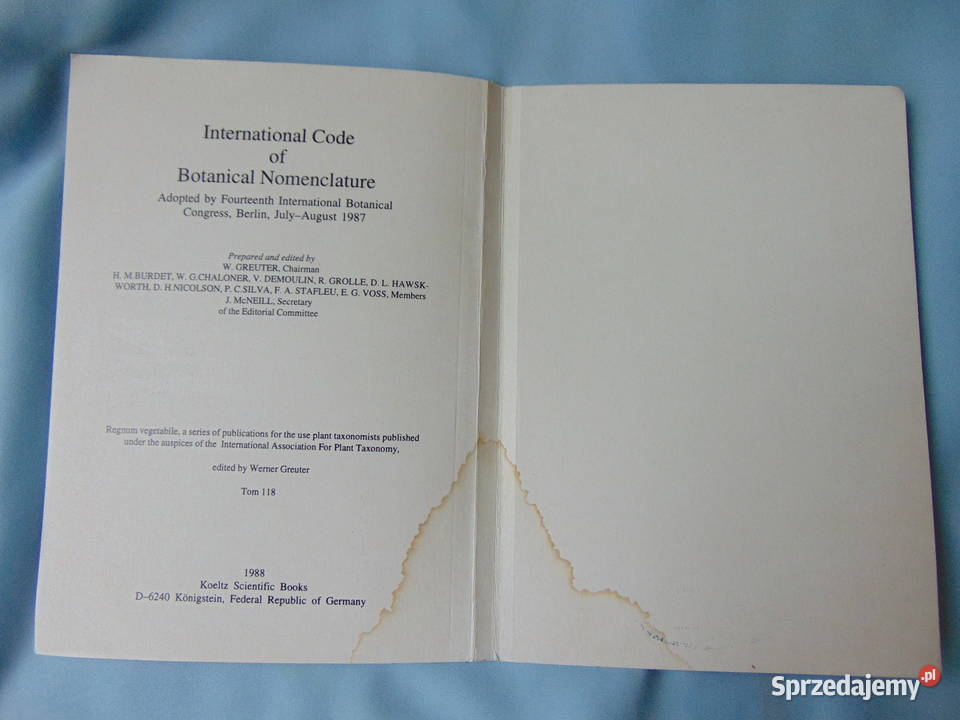 International Code
of
Botanical Nomenclature
Adopted by Fourteenth International Botanical
Congress, Berlin, July–August 1987
Prepared and edited by
W. GREUTER, Chairman
H. M.BURDET, W. G.CHALONER, V. DEMOULIN, R. GROLLE, D. L. HAWSK-
WORTH, D. H.NICOLSON, P. C.SILVA, F. A. STAFLEU, E. G. VOSS, Members
J. McNEILL, Secretary
of the Editorial Committee
Regnum vegetabile, a series of publications for the use plant taxonomists published
under the auspices of the International Association For Plant Taxonomy,
edited by Werner Greuter
Tom 118
1988
Koeltz Scientific Books
D–6240 Königstein, Federal Republic of Germany
Sprzedajemy.pl